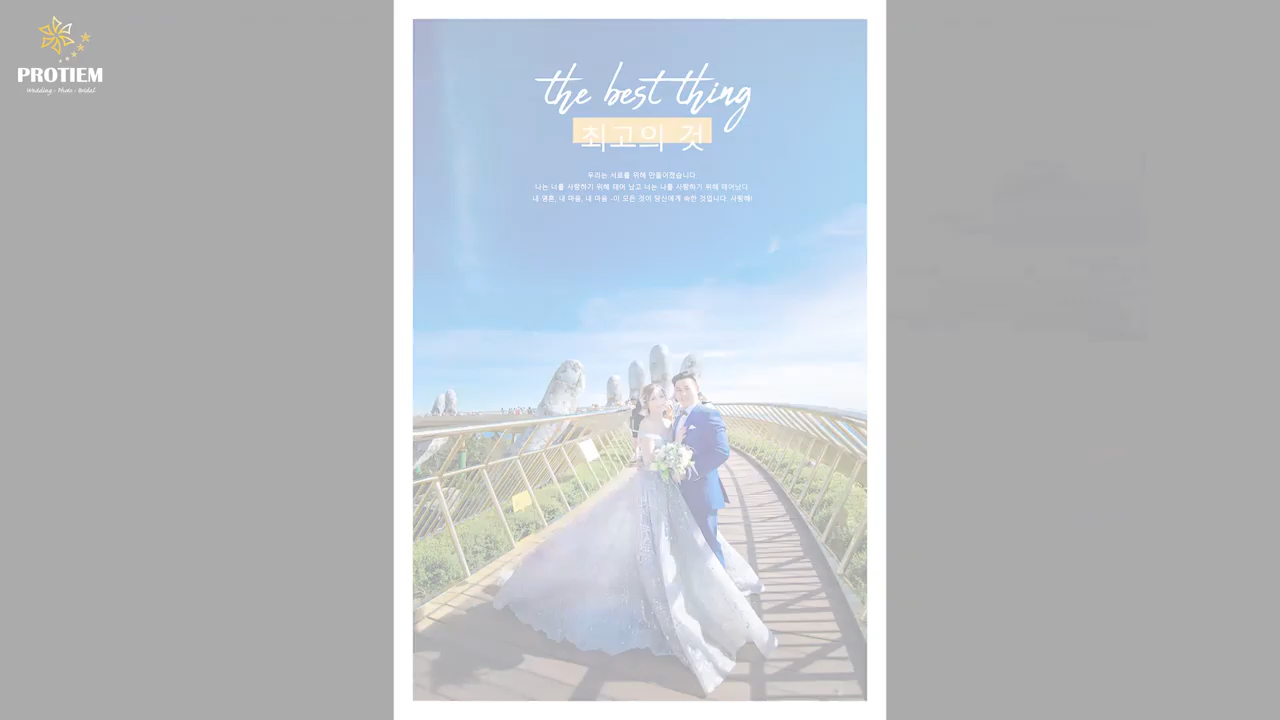 PROTIEM
Wedding - Photo - Bridal
the best thing
최고의 것
우리는 서로를 위해 만들어졌습니다.
나는 너를 사랑하기 위해 태어 났고 너는 나를 사랑하기 위해 태어났다.
내 영혼, 내 마음, 내 마음 -이 모든 것이 당신에게 속한 것입니다. 사랑해!